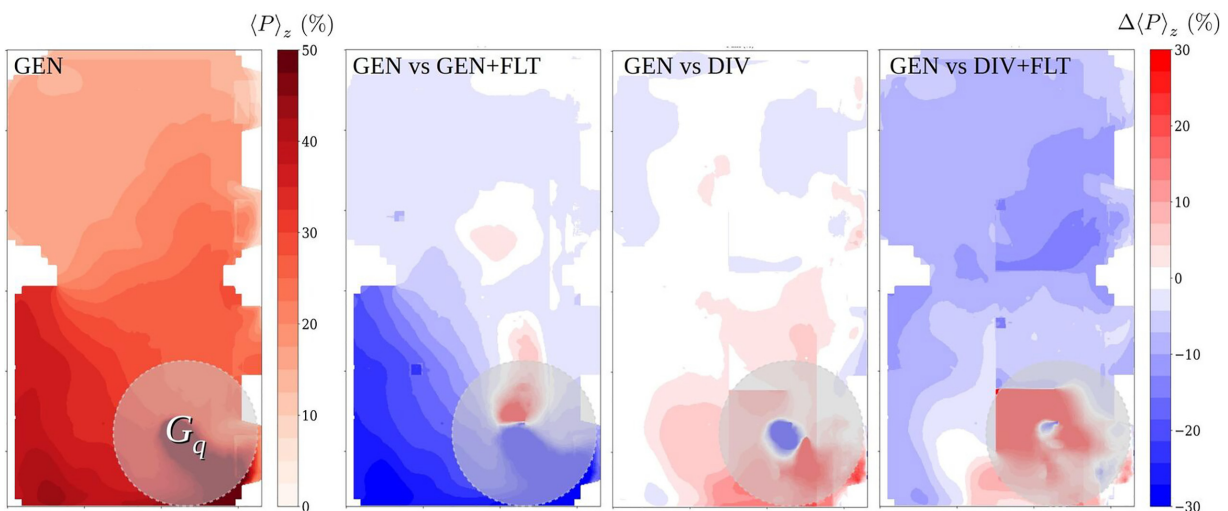 ⟨P⟩z (%)
Δ⟨P⟩z (%)
GEN
GEN vs GEN+FLT
GEN vs DIV
GEN vs DIV+FLT
50
40
30
20
10
0
Gq
30
20
10
0
−10
−20
−30